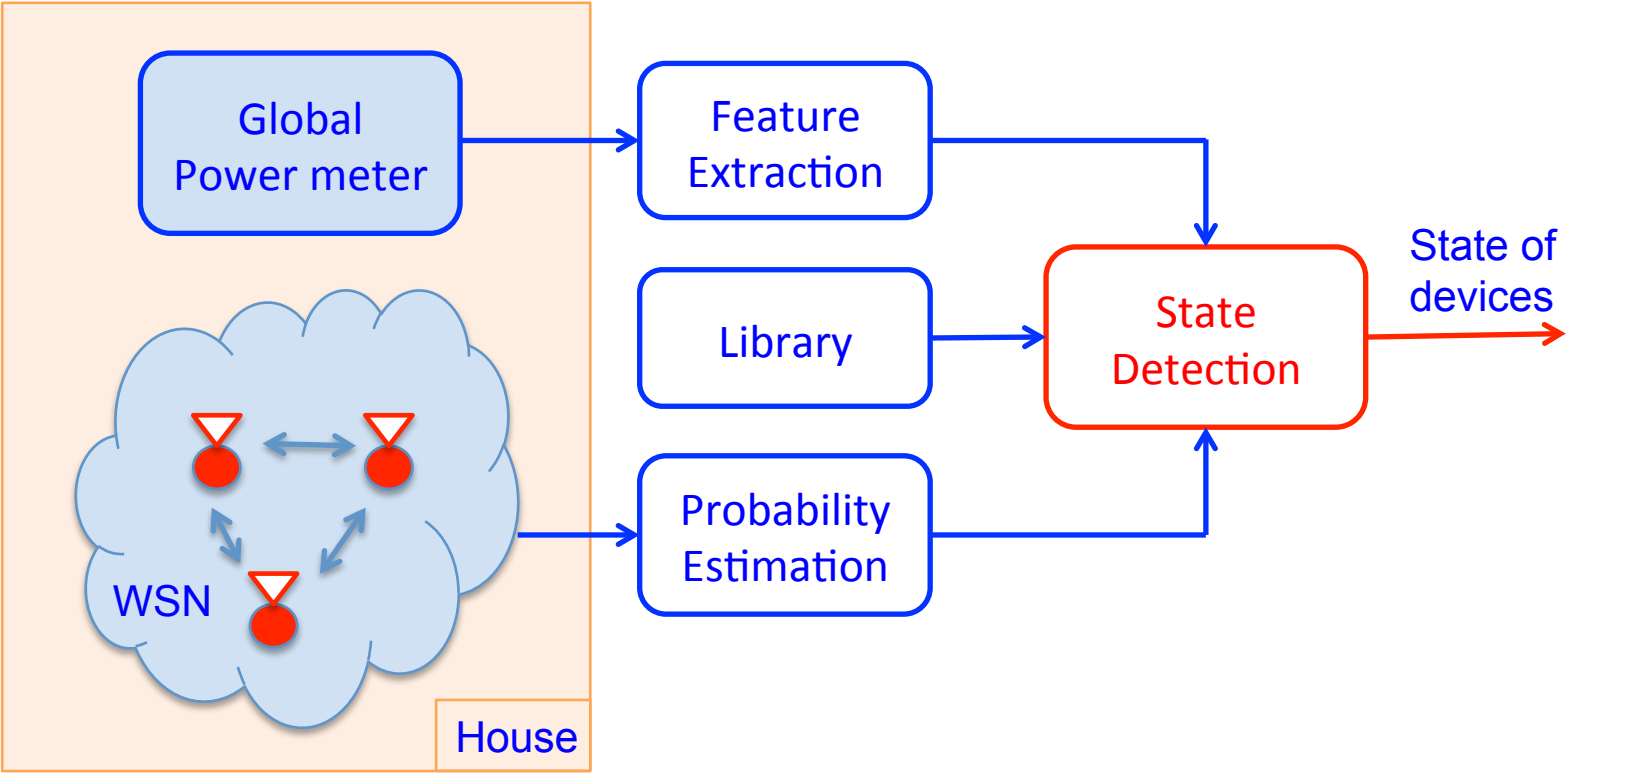 Global
Power meter
Feature
Extraction
Library
State
Detection
State of
devices
Probability
Estimation
WSN
House